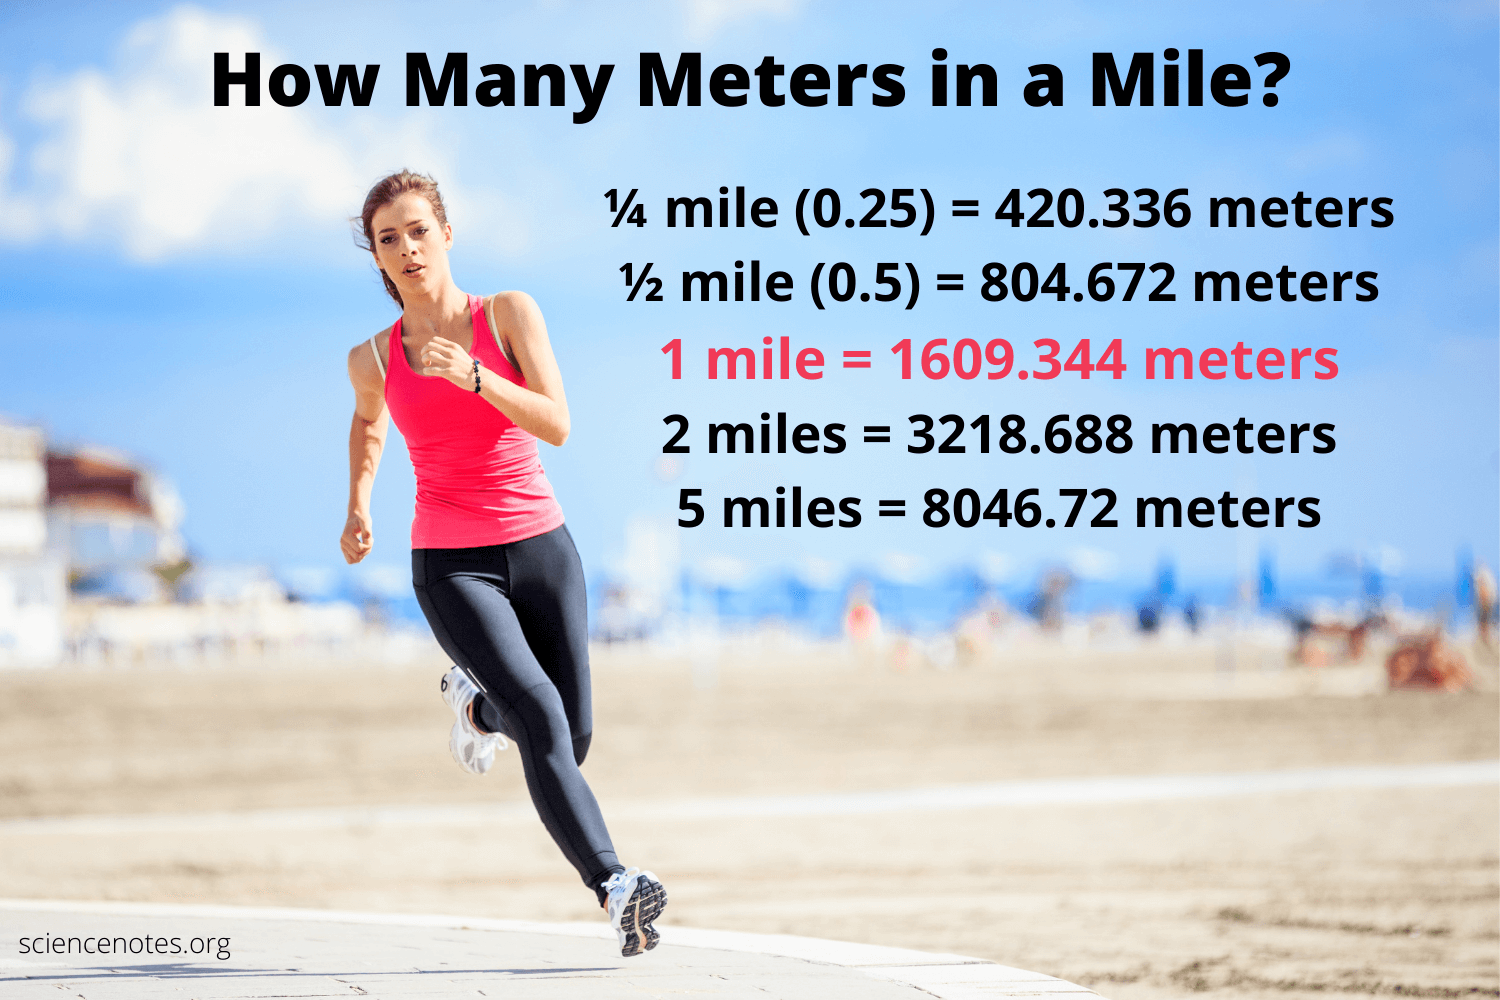 How Many Meters in a Mile?
¼ mile (0.25) = 420.336 meters
½ mile (0.5) = 804.672 meters
1 mile = 1609.344 meters
2 miles = 3218.688 meters
5 miles = 8046.72 meters
sciencenotes.org